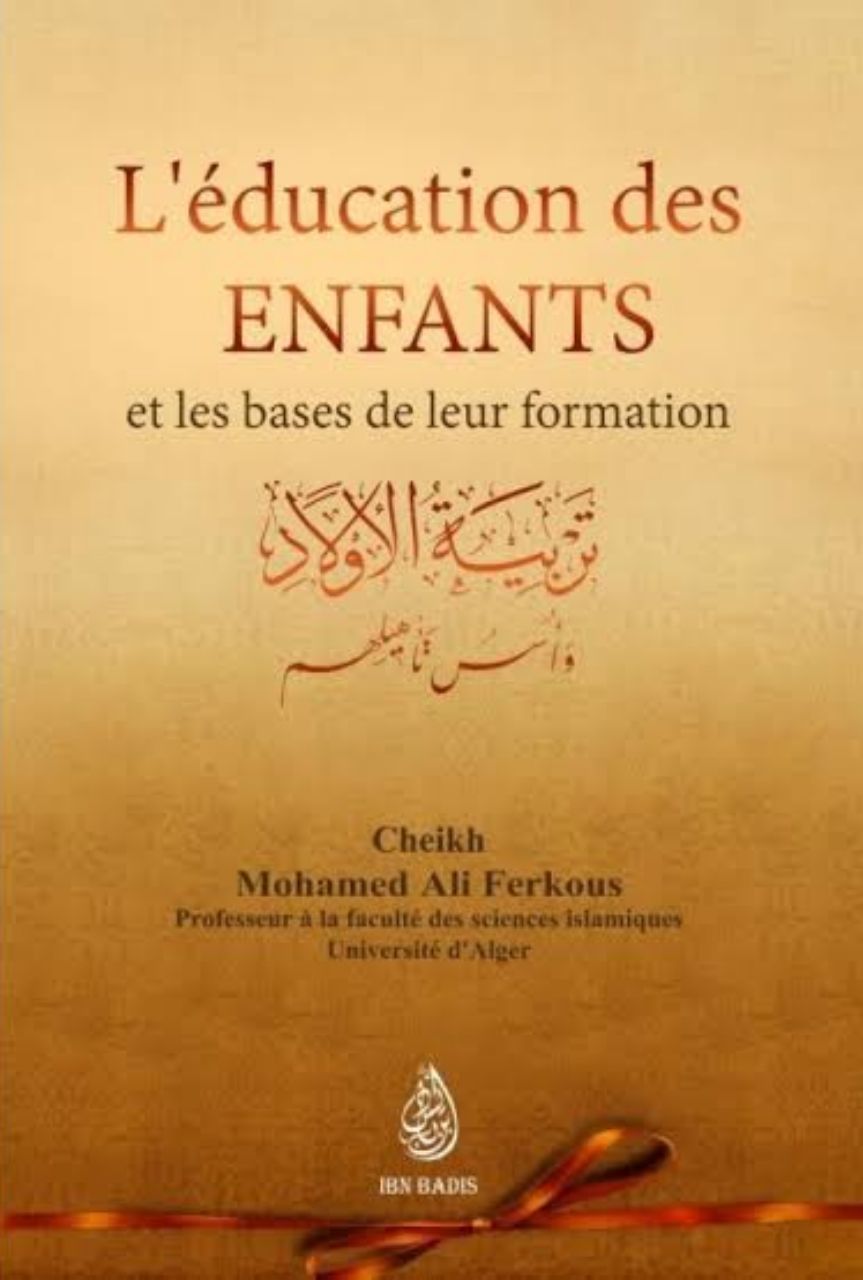 L'éducation des
ENFANTS
et les bases de leur formation
تربية الأولاد
وأسس تأهيلهم
Cheikh
Mohamed Ali Ferkous
Professeur à la faculté des sciences islamiques
Université d'Alger
IBN BADIS